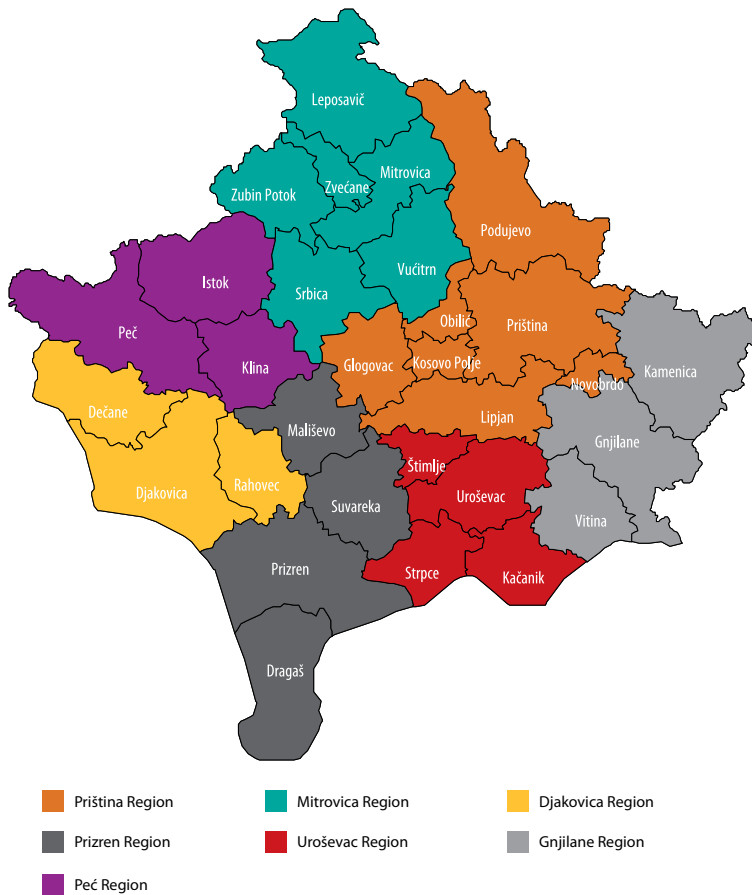 Leposavič
Mitrovica
Zvečane
Zubin Potok
Podujevo
Vućitrn
Istok
Srbica
Obilić
Priština
Peč
Kosovo Polje
Glogovac
Klina
Kamenica
Novobrdo
Dečane
Lipjan
Mališevo
Gnjilane
Štimlje
Rahovec
Djakovica
Uroševac
Suvareka
Vitina
Prizren
Strpce
Kačanik
Dragaš
Priština Region
Mitrovica Region
Djakovica Region
Prizren Region
Uroševac Region
Gnjilane Region
Peć Region